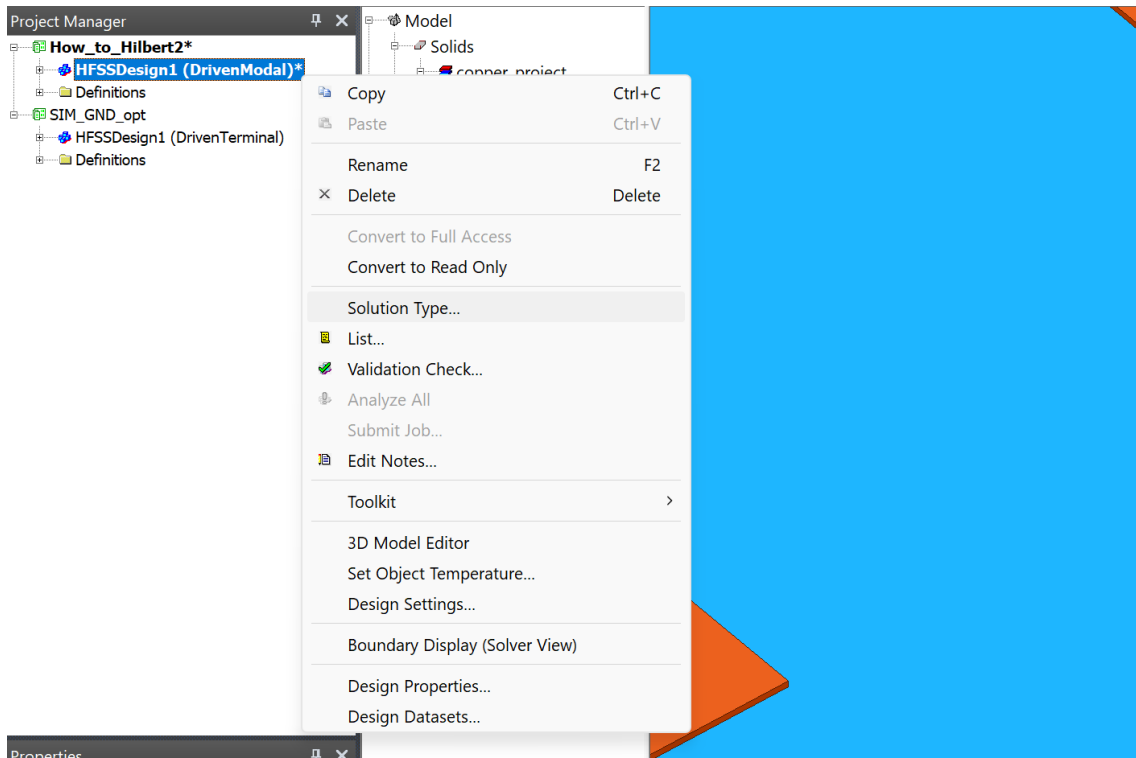 Project Manager
How_to_Hilbert2*
HFSSDesign1 (DrivenModal)*
Definitions
SIM_GND_opt
HFSSDesign1 (DrivenTerminal)
Definitions
Properties
Model
Solids
copper_project
Copy Ctrl+C
Paste Ctrl+V
Rename F2
Delete Delete
Convert to Full Access
Convert to Read Only
Solution Type...
List...
Validation Check...
Analyze All
Submit Job...
Edit Notes...
Toolkit
3D Model Editor
Set Object Temperature...
Design Settings...
Boundary Display (Solver View)
Design Properties...
Design Datasets...